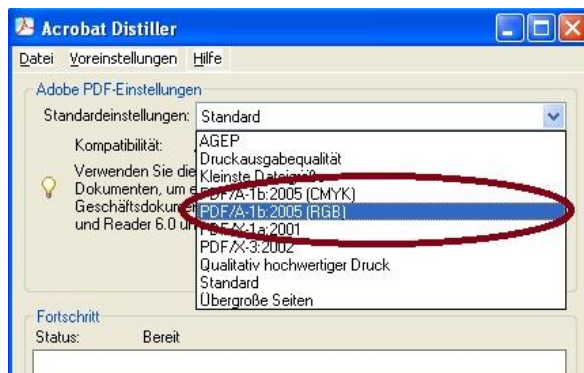 Acrobat Distiller
Datei Voreinstellungen Hilfe
Adobe PDF-Einstellungen
Standardeinstellungen: Standard
Kompatibilität:
Verwenden Sie die
Dokumenten, um e
Geschäftsdokumen
und Reader 6.0 un
AGEP
Druckausgabequalität
Kleinste Dateigröße
PDF/A-1b:2005 (CMYK)
PDF/A-1b:2005 (RGB)
PDF/X-1a:2001
PDF/X-3:2002
Qualitativ hochwertiger Druck
Standard
Übergroße Seiten
Fortschritt
Status: Bereit